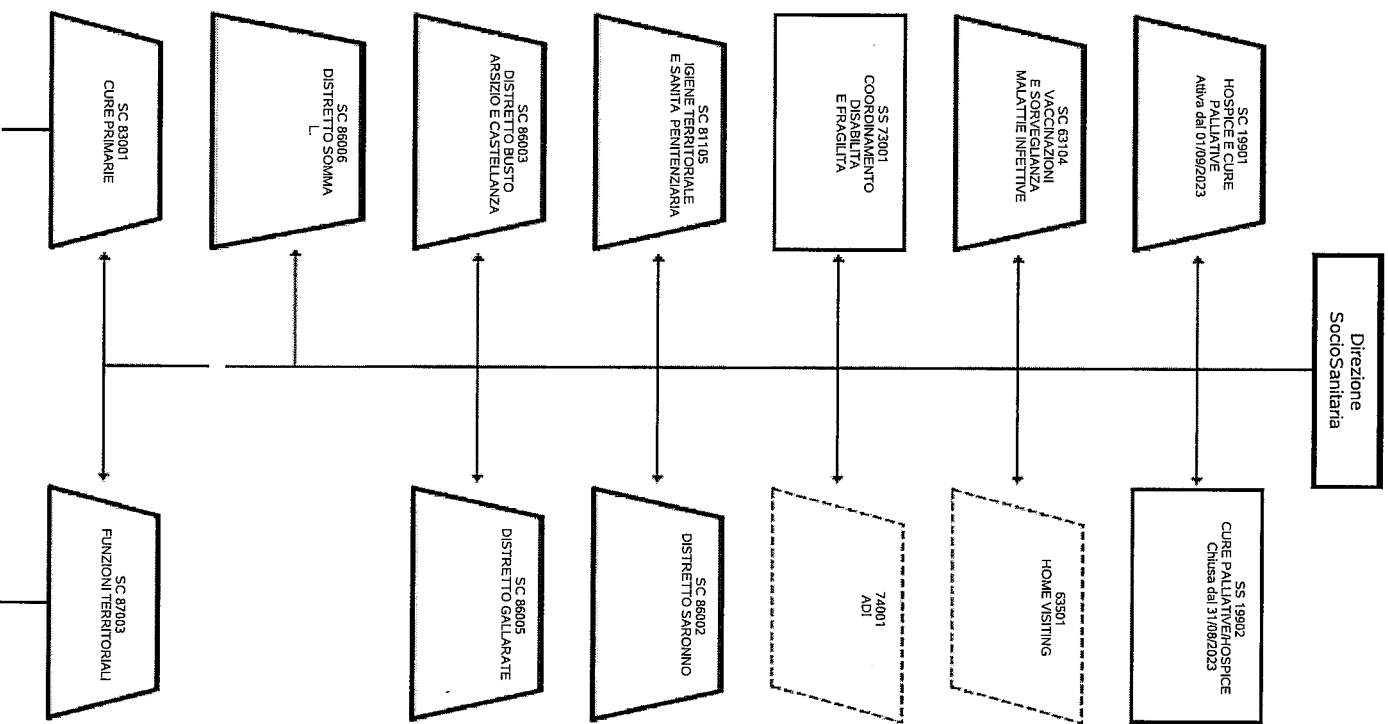 Direzione
SocioSanitaria
SC 19901
HOSPICE E CURE
PALLIATIVE
Attiva dal 01/09/2023
SS 19902
CURE PALLIATIVE/HOSPICE
Chiusa dal 31/08/2023
SC 63104
VACCINAZIONI
E SORVEGLIANZA
MALATTIE INFETTIVE
63501
HOME VISITING
SS 73001
COORDINAMENTO
DISABILITA
E FRAGILITA
74001
ADI
SC 81105
IGIENE TERRITORIALE
E SANITA PENITENZIARIA
SC 86002
DISTRETTO SARONNO
SC 86003
DISTRETTO BUSTO
ARSIZIO E CASTELLANZA
SC 86005
DISTRETTO GALLARATE
SC 86006
DISTRETTO SOMMA
L.
SC 83001
CURE PRIMARIE
SC 87003
FUNZIONI TERRITORIALI